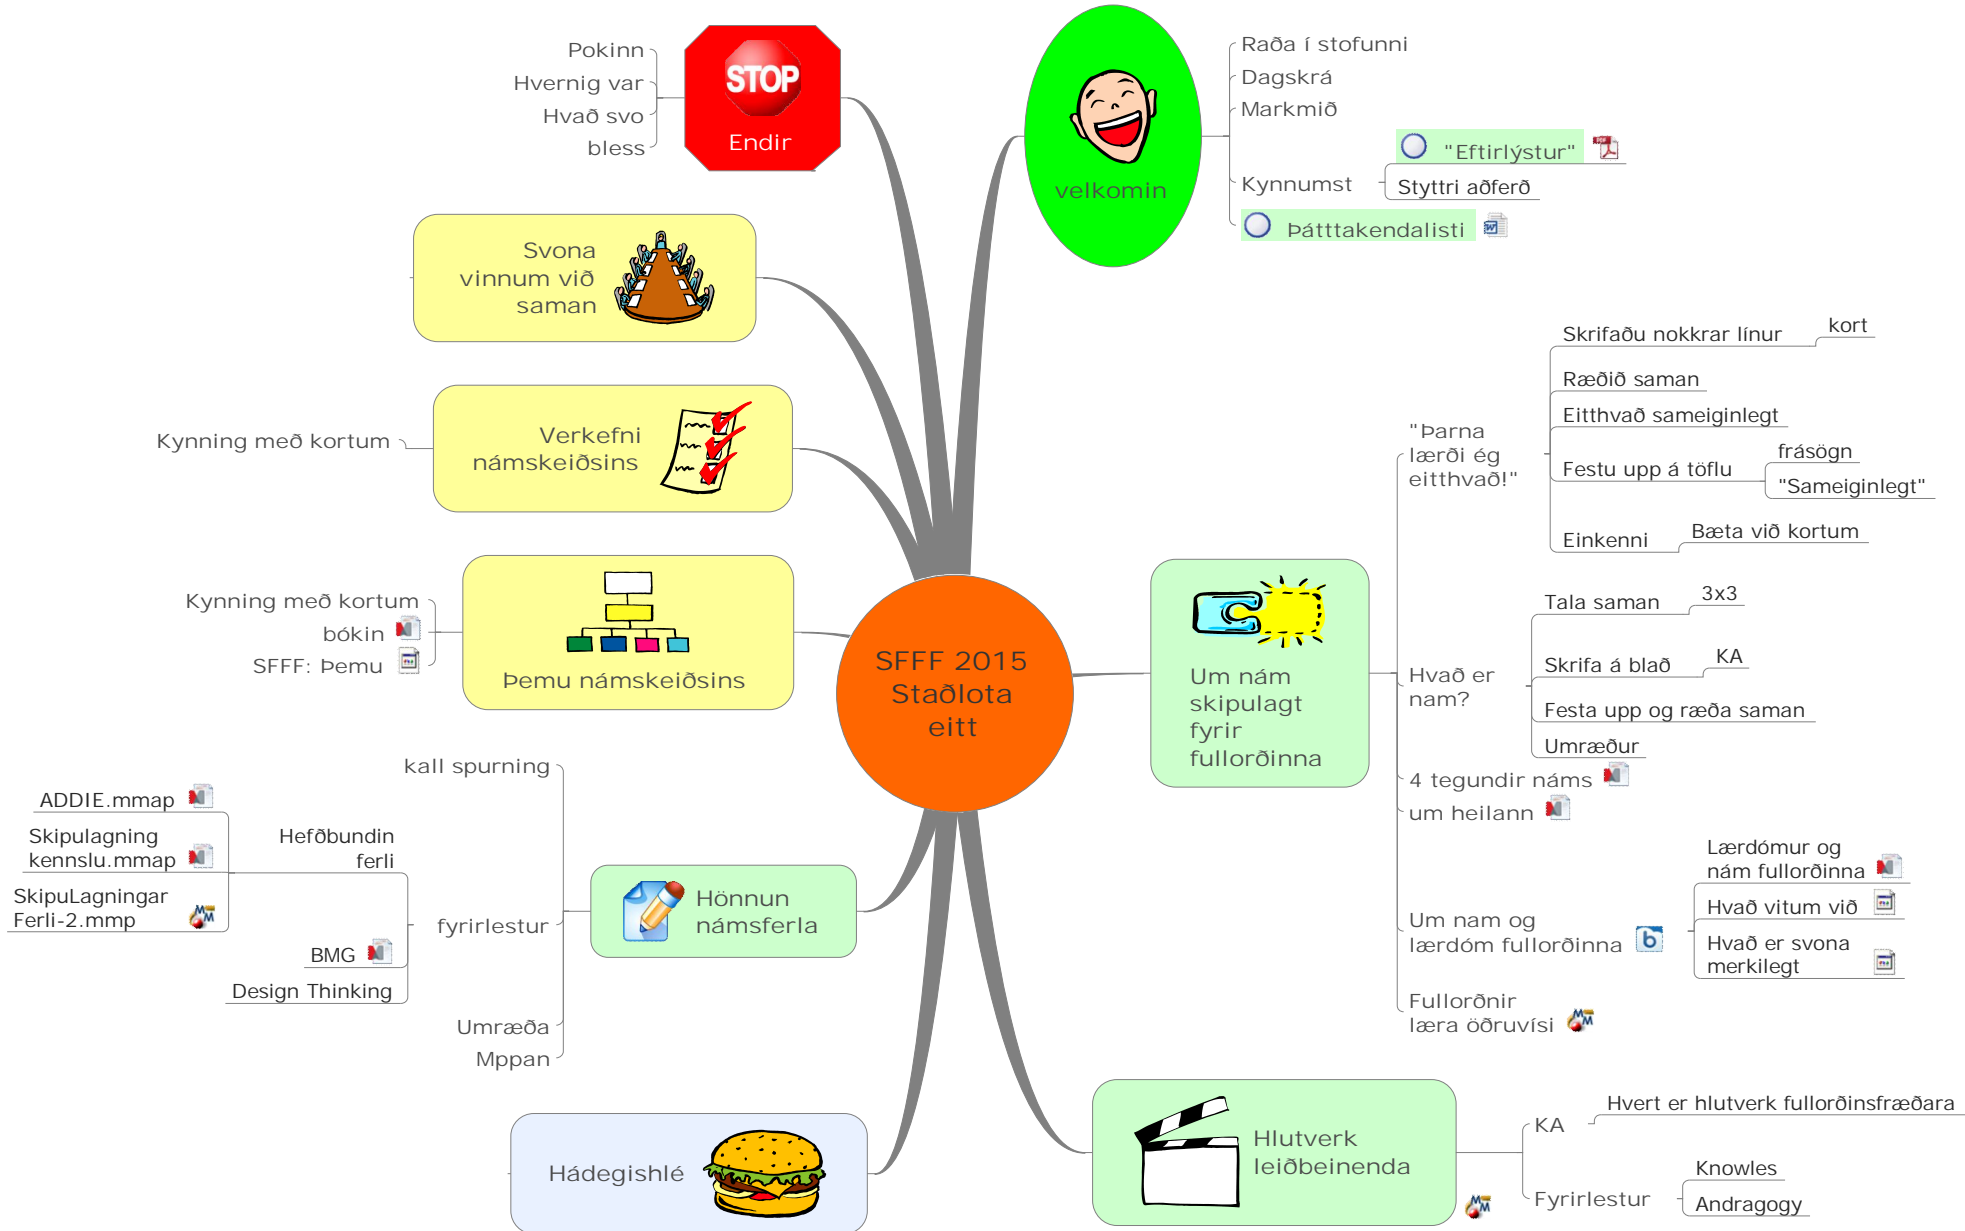 SFFF 2015
Staðlota
eitt
velkomin
Raða í stofunni
Dagskrá
Markmið
Kynnumst
"Eftirlýstur"
Styttri aðferð
Þátttakendalisti
Um nám
skipulagt
fyrir
fullorðinna
"Þarna
lærði ég
eitthvað!"
Skrifaðu nokkrar línur
kort
Ræðið saman
Eitthvað sameiginlegt
Festu upp á töflu
frásögn
"Sameiginlegt"
Einkenni
Bæta við kortum
Hvað er
nam?
Tala saman
3x3
Skrifa á blað
KA
Festa upp og ræða saman
Umræður
4 tegundir náms
um heilann
Um nam og
lærdóm fullorðinna
Lærdómur og
nám fullorðinna
Hvað vitum við
Hvað er svona
merkilegt
Fullorðnir
læra öðruvísi
Hlutverk
leiðbeinenda
KA
Hvert er hlutverk fullorðinsfræðara
Fyrirlestur
Knowles
Andragogy
Hádegishlé
Hönnun
námsferla
kall spurning
fyrirlestur
Hefðbundin
ferli
ADDIE.mmap
Skipulagning
kennslu.mmap
SkipuLagningar
Ferli-2.mmp
BMG
Design Thinking
Umræða
Mppan
Þemu námskeiðsins
Kynning með kortum
bókin
SFFF: Þemu
Verkefni
námskeiðsins
Kynning með kortum
Svona
vinnum við
saman
STOP
Endir
Pokinn
Hvernig var
Hvað svo
bless